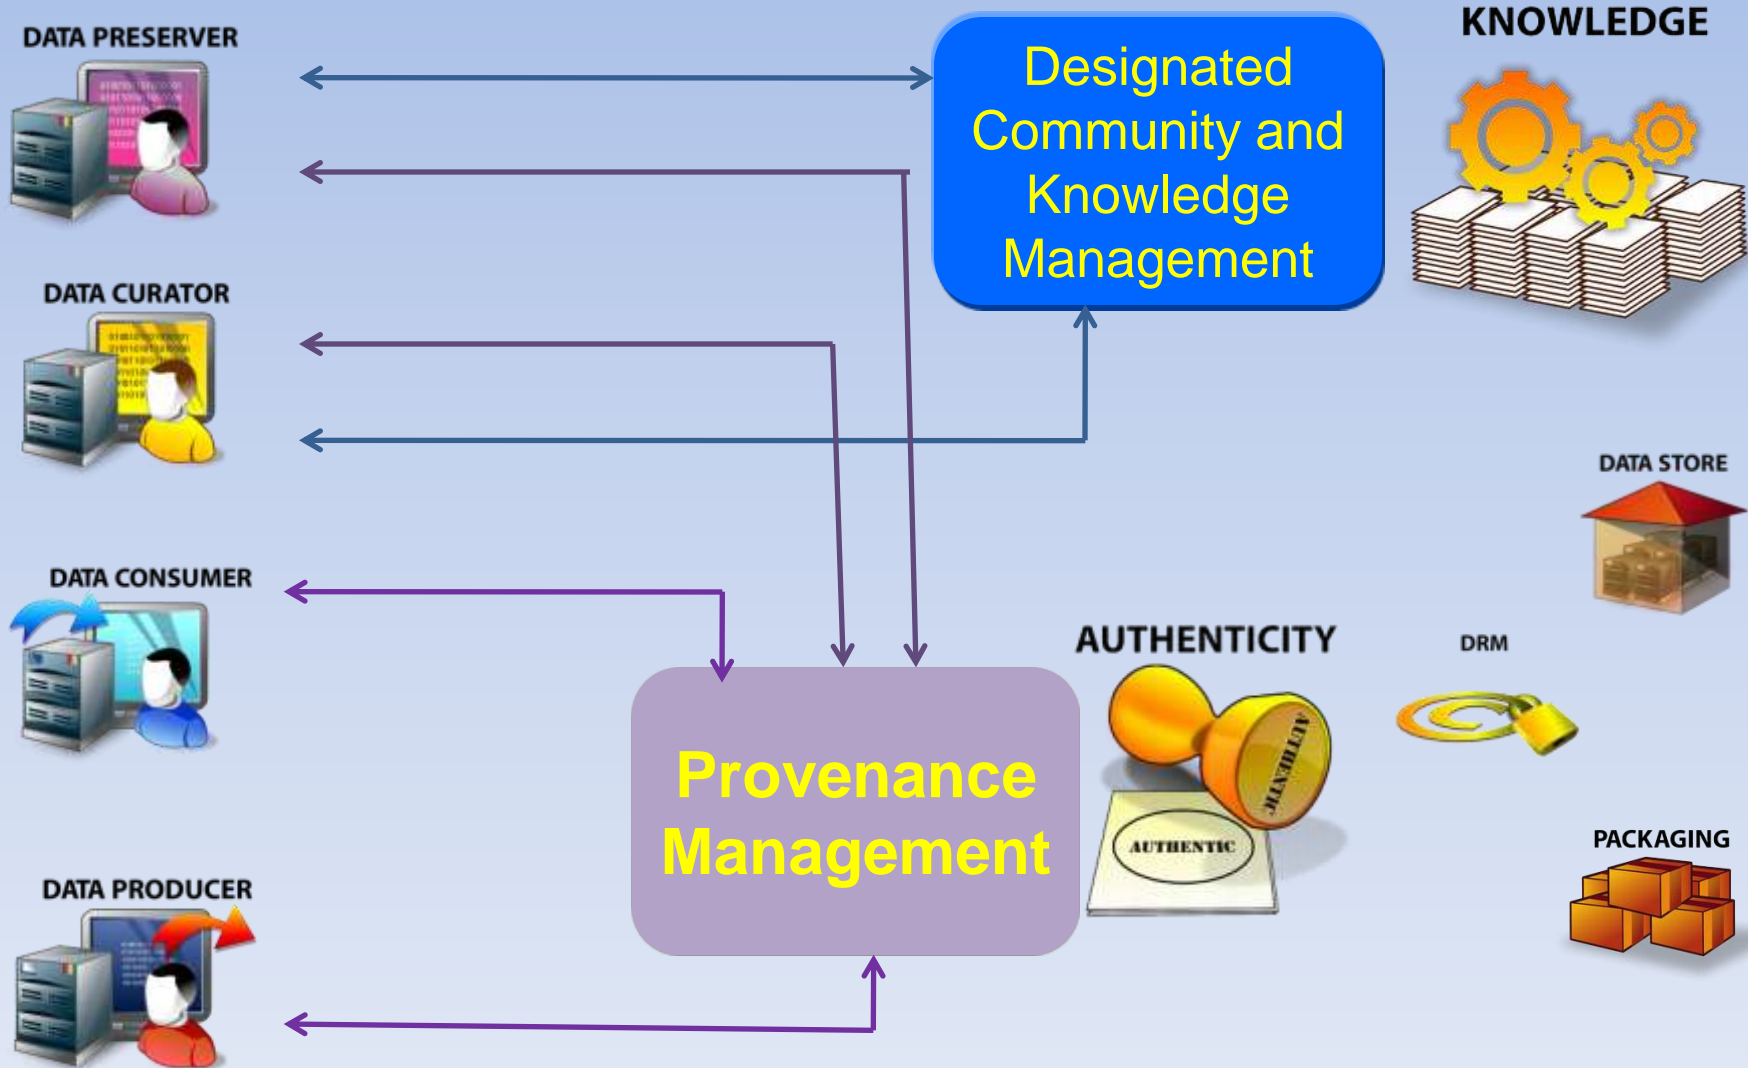 DATA PRESERVER
Designated
Community and
Knowledge
Management
KNOWLEDGE
DATA CURATOR
DATA STORE
DATA CONSUMER
AUTHENTICITY
DRM
AUTHENTIC
Provenance
Management
AUTHENTIC
PACKAGING
DATA PRODUCER